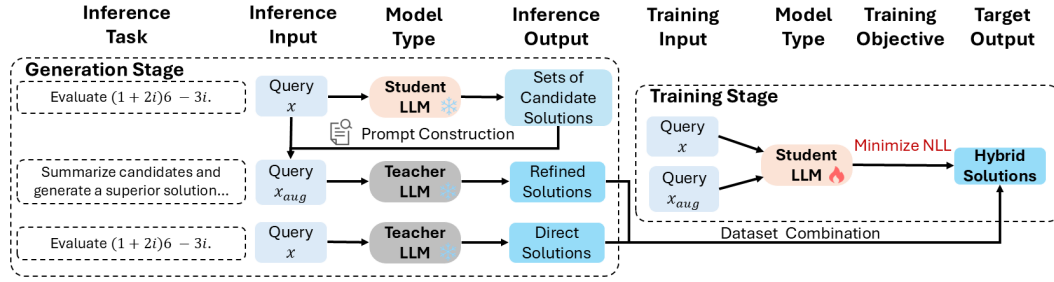 Inference Task
Inference Input
Model Type
Inference Output
Training Input
Model Type
Training Objective
Target Output
Generation Stage
Evaluate (1 + 2i)6 − 3i.
Query
x
Student
LLM
Sets of
Candidate
Solutions
Prompt Construction
Summarize candidates and
generate a superior solution...
Query
x_aug
Teacher
LLM
Refined
Solutions
Evaluate (1 + 2i)6 − 3i.
Query
x
Teacher
LLM
Direct
Solutions
Training Stage
Query
x
Query
x_aug
Student
LLM
Minimize NLL
Hybrid
Solutions
Dataset Combination